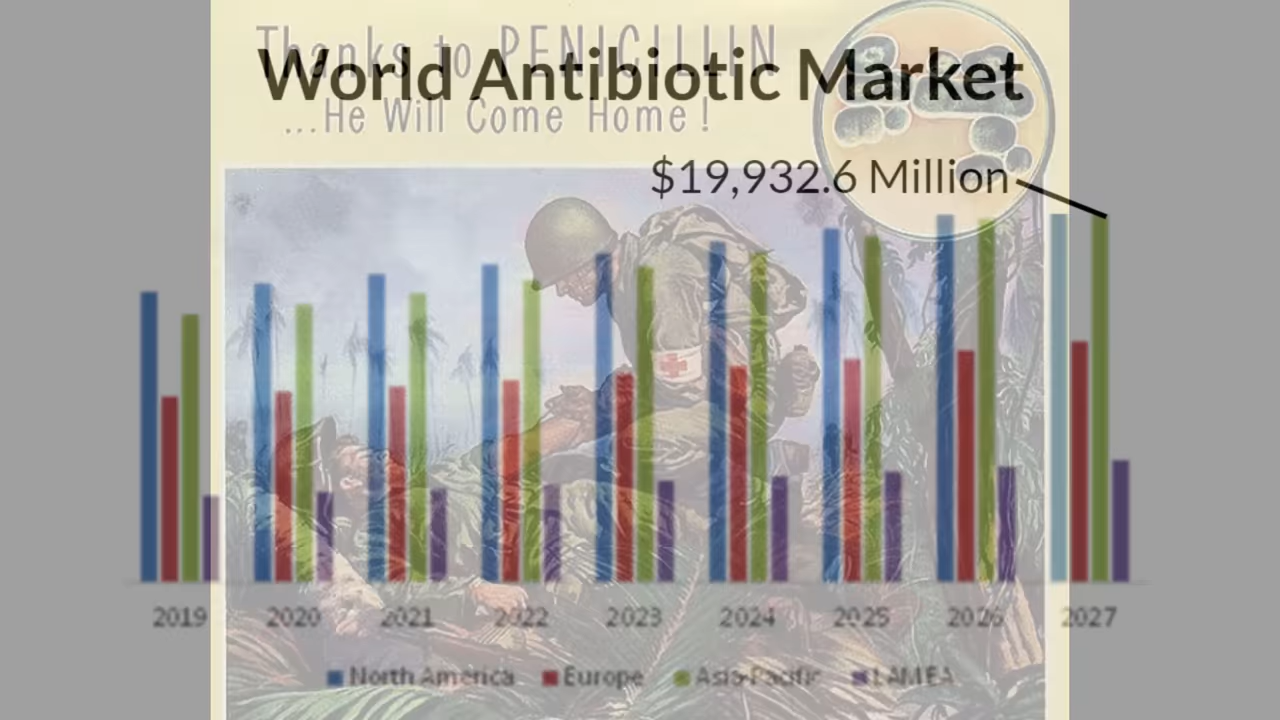 Thanks to PENICILLIN
World Antibiotic Market
...He Will Come Home!
$19,932.6 Million
2019 2020 2021 2022 2023 2024 2025 2026 2027
North America Europe Asia-Pacific LAMEA